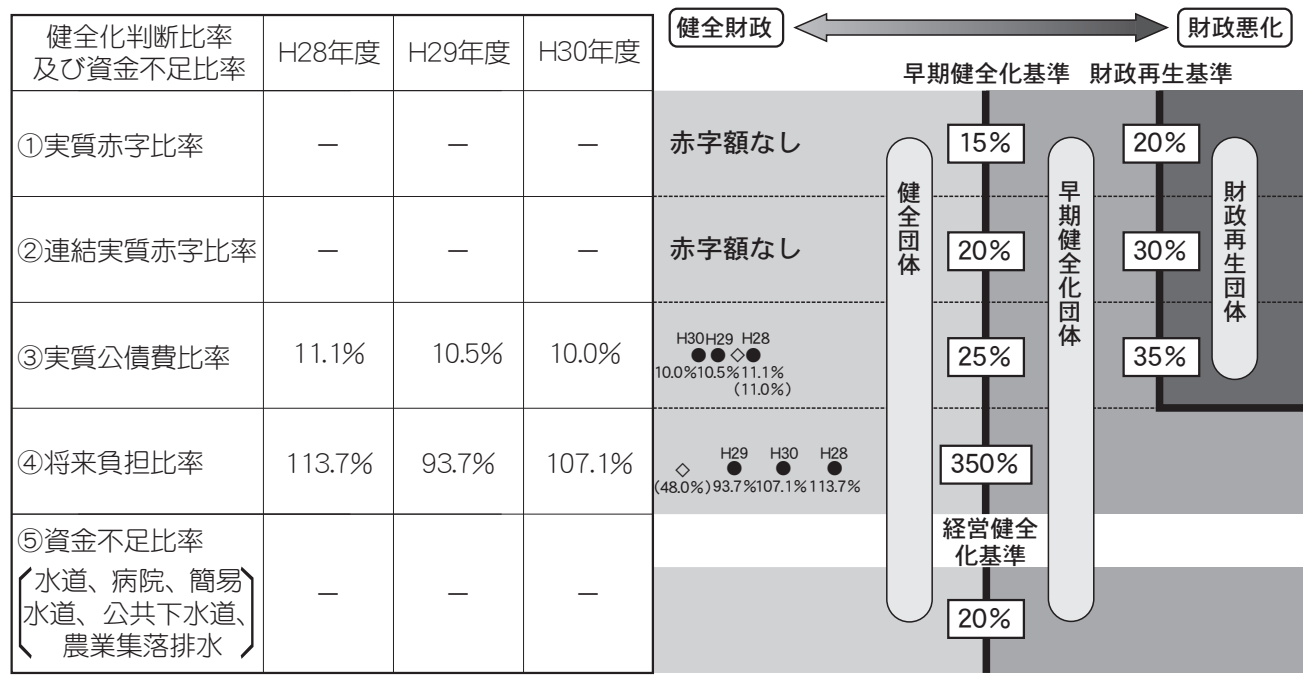 健全化判断比率
及び資金不足比率
H28年度
H29年度
H30年度
①実質赤字比率
－
－
－
②連結実質赤字比率
－
－
－
③実質公債費比率
11.1%
10.5%
10.0%
④将来負担比率
113.7%
93.7%
107.1%
⑤資金不足比率
水道、病院、簡易
水道、公共下水道、
農業集落排水
－
－
－
健全財政
財政悪化
早期健全化基準
財政再生基準
赤字額なし
15%
20%
赤字額なし
20%
30%
H30 H29 H28
10.0% 10.5% 11.1%
(11.0%)
25%
35%
H29 H30 H28
(48.0%) 93.7% 107.1% 113.7%
350%
経営健全
化基準
20%
健全団体
早期健全化団体
財政再生団体